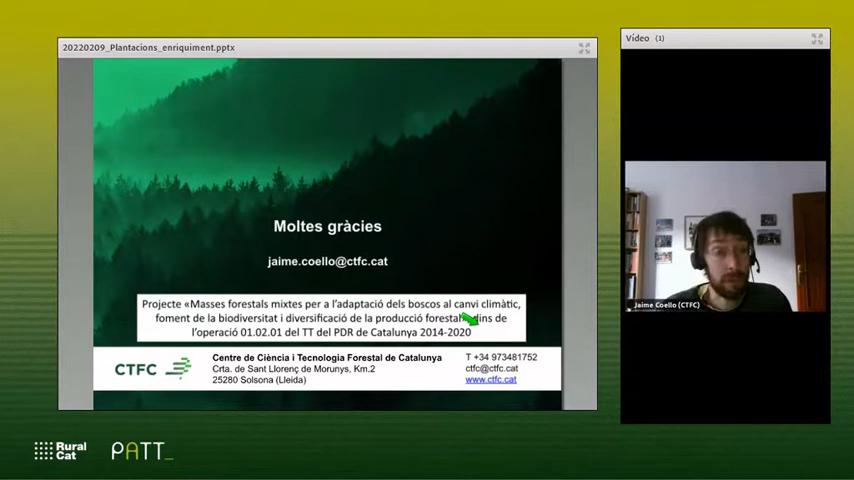 20220209_Plantacions_enriquiment.pptx
Vídeo (1)
Moltes gràcies
jaime.coello@ctfc.cat
Projecte «Masses forestals mixtes per a l'adaptació dels boscos al canvi climàtic,
foment de la biodiversitat i diversificació de la producció forestal» dins de
l'operació 01.02.01 del TT del PDR de Catalunya 2014-2020
CTFC
Centre de Ciència i Tecnologia Forestal de Catalunya
Crta. de Sant Llorenç de Morunys, Km.2
25280 Solsona (Lleida)
T +34 973481752
ctfc@ctfc.cat
www.ctfc.cat
Jaime Coello (CTFC)
Rural
Cat
PATT_